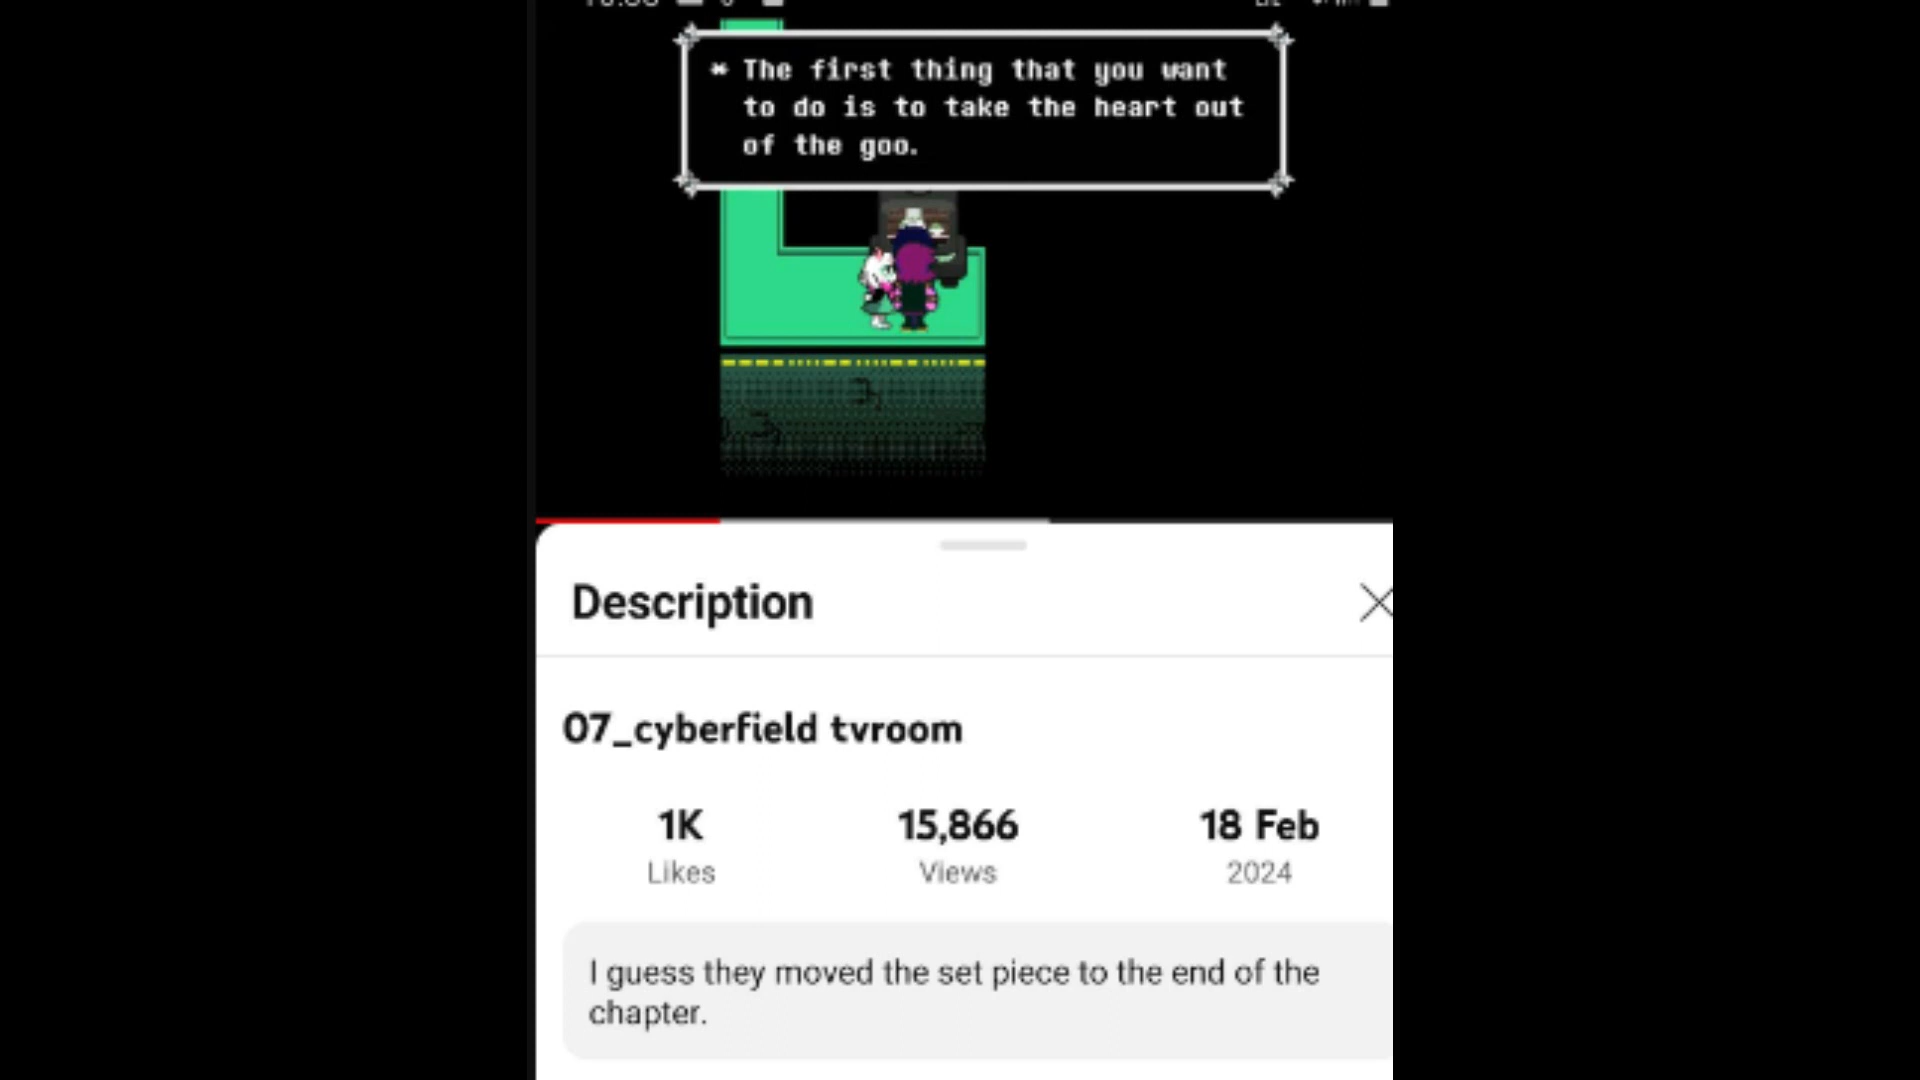 * The first thing that you want
to do is to take the heart out
of the goo.
Description
07_cyberfield tvroom
1K
15,866
18 Feb
Likes
Views
2024
I guess they moved the set piece to the end of the
chapter.